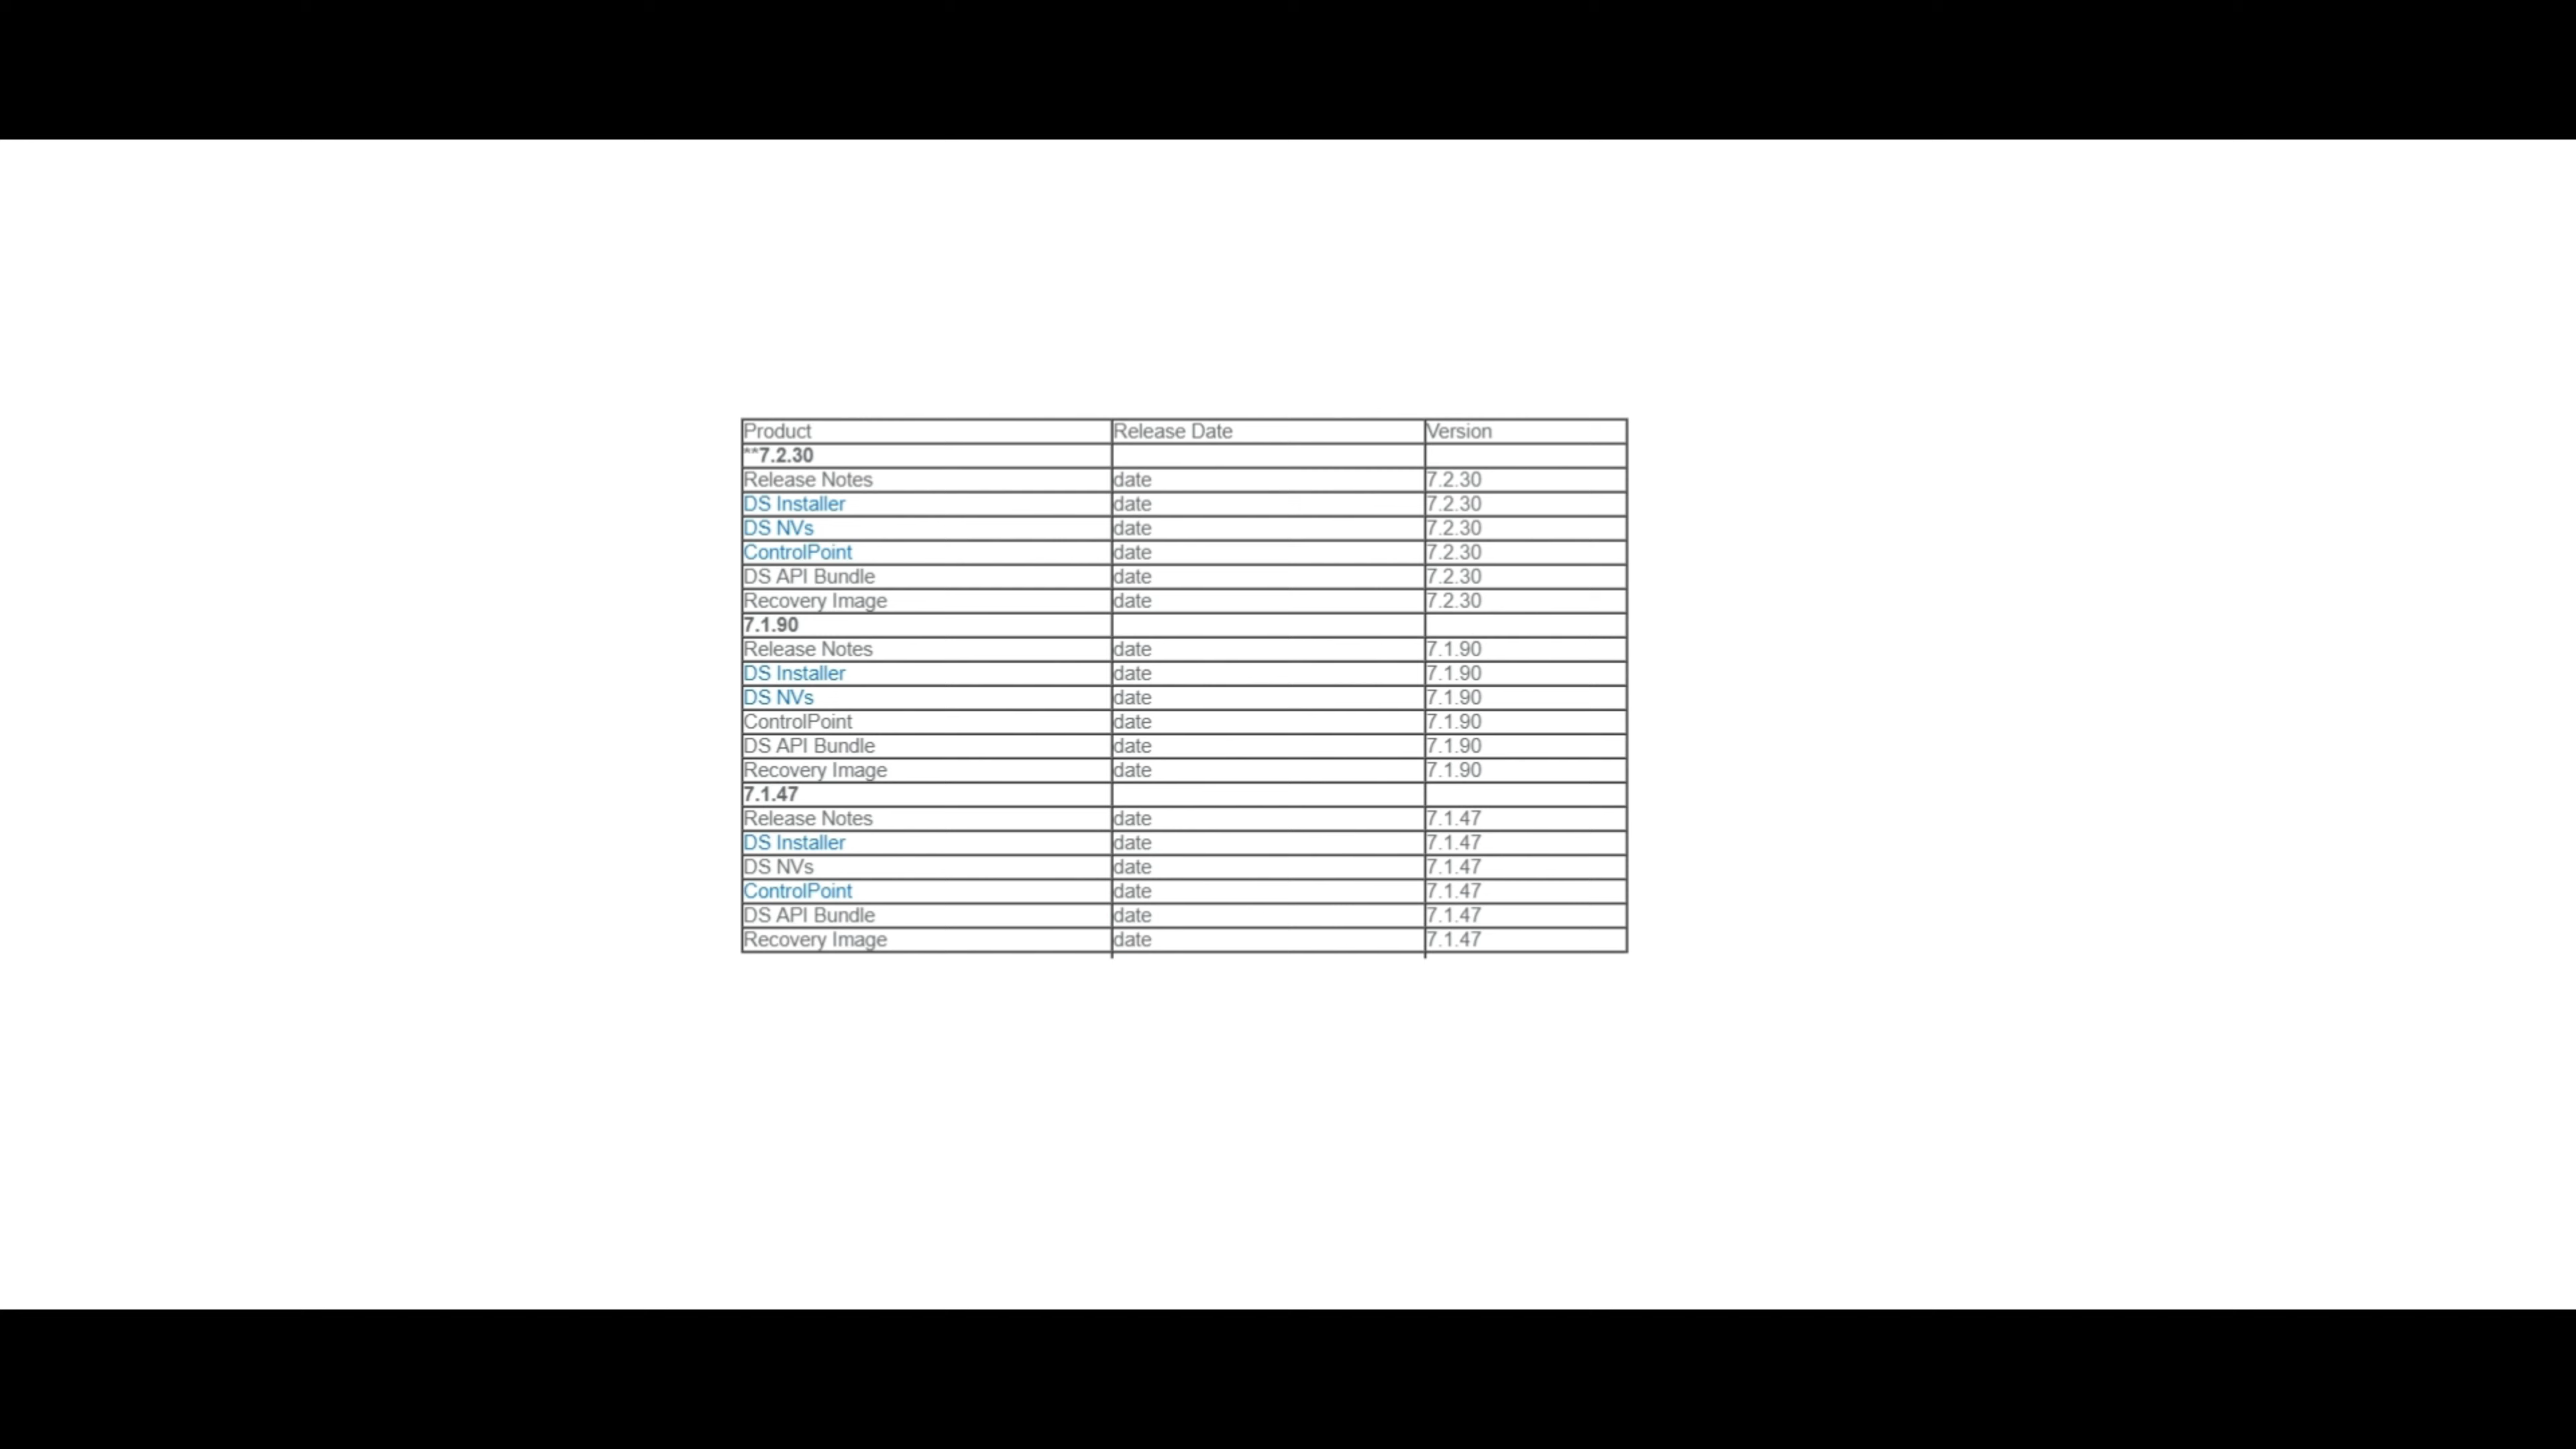 Product Release Date Version
**7.2.30
Release Notes date 7.2.30
DS Installer date 7.2.30
DS NVs date 7.2.30
ControlPoint date 7.2.30
DS API Bundle date 7.2.30
Recovery Image date 7.2.30
7.1.90
Release Notes date 7.1.90
DS Installer date 7.1.90
DS NVs date 7.1.90
ControlPoint date 7.1.90
DS API Bundle date 7.1.90
Recovery Image date 7.1.90
7.1.47
Release Notes date 7.1.47
DS Installer date 7.1.47
DS NVs date 7.1.47
ControlPoint date 7.1.47
DS API Bundle date 7.1.47
Recovery Image date 7.1.47